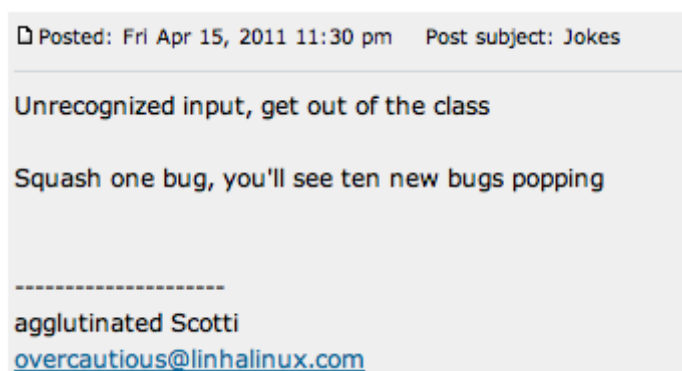 Posted: Fri Apr 15, 2011 11:30 pm Post subject: Jokes
Unrecognized input, get out of the class
Squash one bug, you'll see ten new bugs popping
---------------------
agglutinated Scotti
overcautious@linhalinux.com